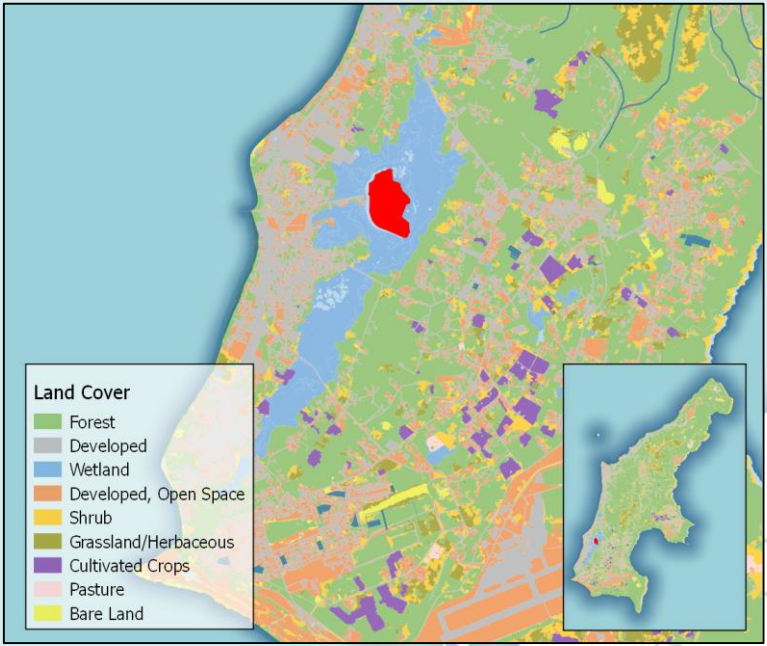 Land Cover
Forest
Developed
Wetland
Developed, Open Space
Shrub
Grassland/Herbaceous
Cultivated Crops
Pasture
Bare Land